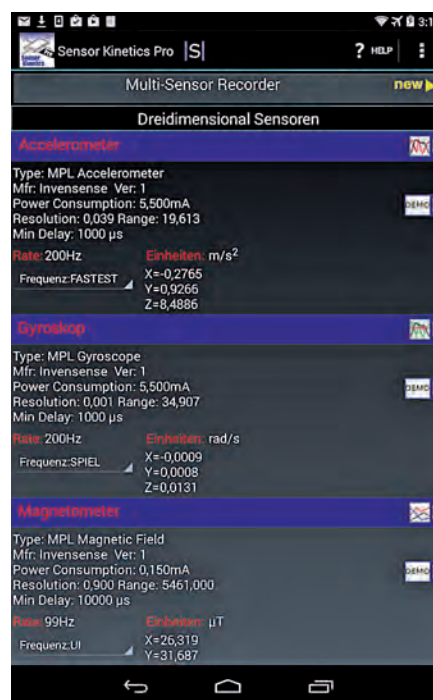 3:1
Sensor Kinetics Pro |S| ? HELP
Multi-Sensor Recorder new
Dreidimensional Sensoren
Accelerometer
Type: MPL Accelerometer
Mfr: Invensense Ver: 1
Power Consumption: 5,500mA
DEMO
Resolution: 0,039 Range: 19,613
Min Delay: 1000 µs
Rate: 200Hz Einheiten: m/s²
Frequenz:FASTEST
X=-0,2765
Y=0,9266
Z=8,4886
Gyroskop
Type: MPL Gyroscope
Mfr: Invensense Ver: 1
Power Consumption: 5,500mA
DEMO
Resolution: 0,001 Range: 34,907
Min Delay: 1000 µs
Rate: 200Hz Einheiten: rad/s
Frequenz:SPIEL
X=-0,0009
Y=0,0008
Z=0,0131
Magnetometer
Type: MPL Magnetic Field
Mfr: Invensense Ver: 1
Power Consumption: 0,150mA
DEMO
Resolution: 0,900 Range: 5461,000
Min Delay: 10000 µs
Rate: 99Hz Einheiten: µT
Frequenz:UI
X=26,319
Y=31,687